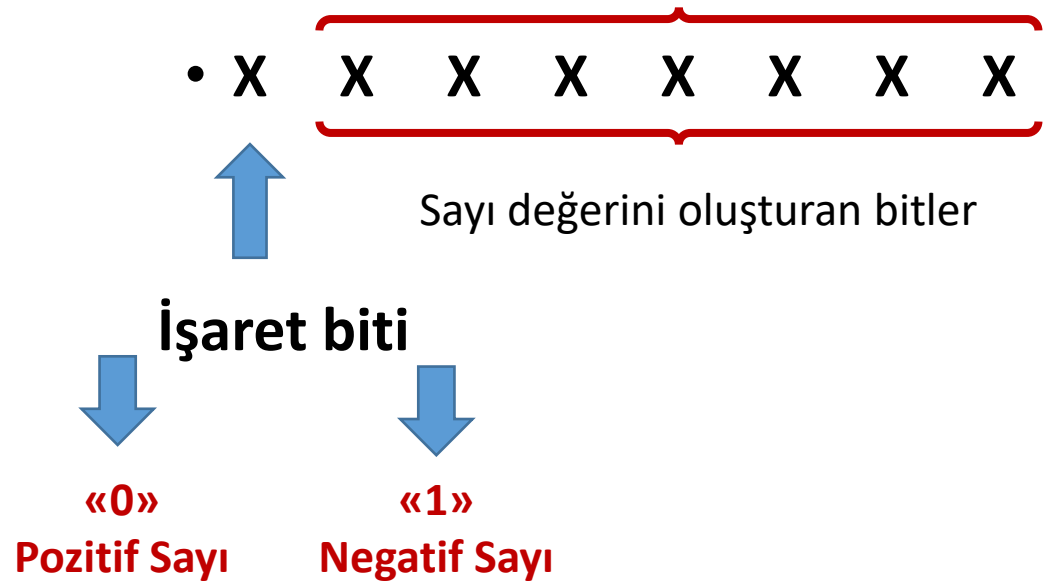 • X X X X X X X X
Sayı değerini oluşturan bitler
İşaret biti
«0» «1»
Pozitif Sayı Negatif Sayı